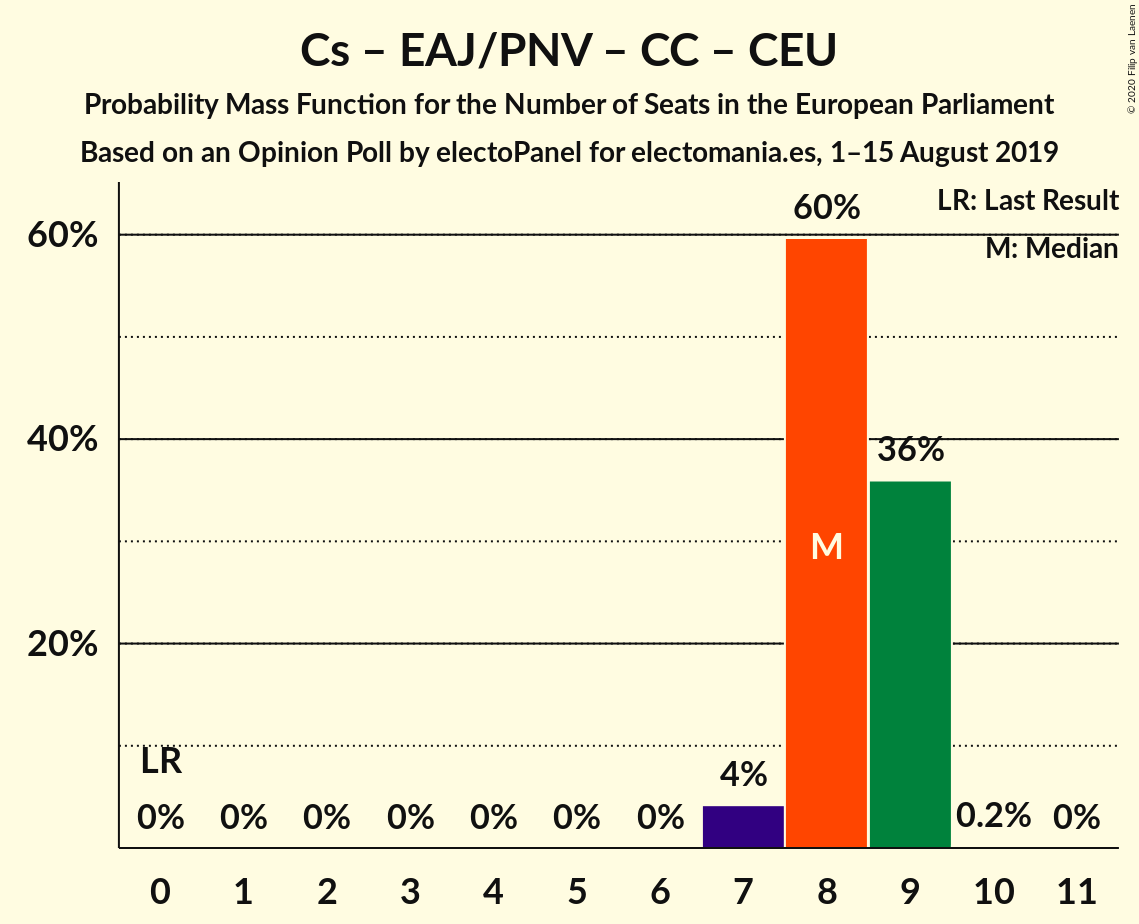 Cs – EAJ/PNV – CC – CEU
Probability Mass Function for the Number of Seats in the European Parliament
Based on an Opinion Poll by electoPanel for electomania.es, 1–15 August 2019
© 2020 Filip van Laenen
LR: Last Result
M: Median
60%
40%
20%
60%
36%
M
LR
4%
0% 0% 0% 0% 0% 0% 0% 0.2% 0%
0 1 2 3 4 5 6 7 8 9 10 11